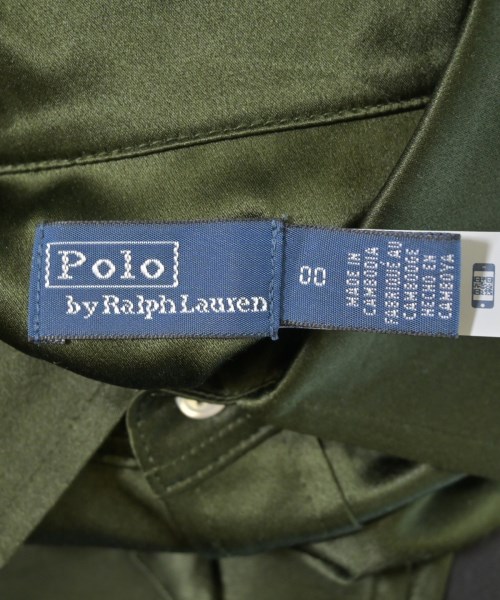 Polo
by Ralph Lauren
00
MADE IN
CAMBODIA
FABRIQUÉ AU
CAMBODGE
HECHO EN
CAMBOYA